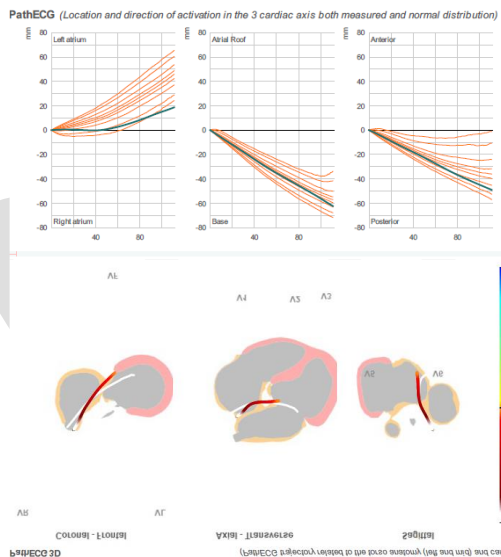 PathECG (Location and direction of activation in the 3 cardiac axis both measured and normal distribution)
mm mm mm
80 Left atrium 80 Atrial Roof 80 Anterior
60 60 60
40 40 40
20 20 20
0 0 0
-20 -20 -20
-40 -40 -40
-60 -60 -60
-80 Right atrium -80 Base -80 Posterior
40 80 40 80 40 80
VF
V1 V2 V3
V5 V6
VR VL
Coronal - Frontal Axial - Transverse Sagittal
PathECG 3D (PathECG trajectory related to the torso anatomy (left and mid) and ca